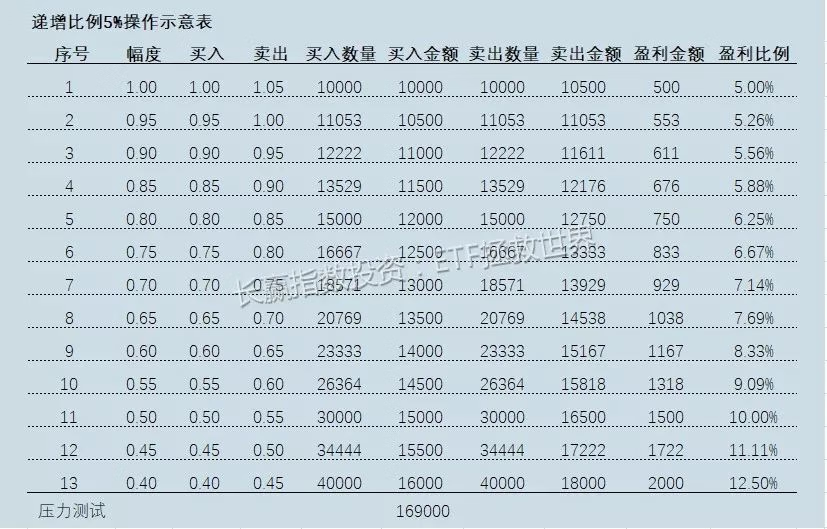 递增比例5%操作示意表
序号 幅度 买入 卖出 买入数量 买入金额 卖出数量 卖出金额 盈利金额 盈利比例
1 1.00 1.00 1.05 10000 10000 10000 10500 500 5.00%
2 0.95 0.95 1.00 11053 10500 11053 11053 553 5.26%
3 0.90 0.90 0.95 12222 11000 12222 11611 611 5.56%
4 0.85 0.85 0.90 13529 11500 13529 12176 676 5.88%
5 0.80 0.80 0.85 15000 12000 15000 12750 750 6.25%
6 0.75 0.75 0.80 16667 12500 16667 13333 833 6.67%
7 0.70 0.70 0.75 18571 13000 18571 13929 929 7.14%
8 0.65 0.65 0.70 20769 13500 20769 14538 1038 7.69%
9 0.60 0.60 0.65 23333 14000 23333 15167 1167 8.33%
10 0.55 0.55 0.60 26364 14500 26364 15818 1318 9.09%
11 0.50 0.50 0.55 30000 15000 30000 16500 1500 10.00%
12 0.45 0.45 0.50 34444 15500 34444 17222 1722 11.11%
13 0.40 0.40 0.45 40000 16000 40000 18000 2000 12.50%
压力测试 169000
长赢指数投资，ETF拯救世界